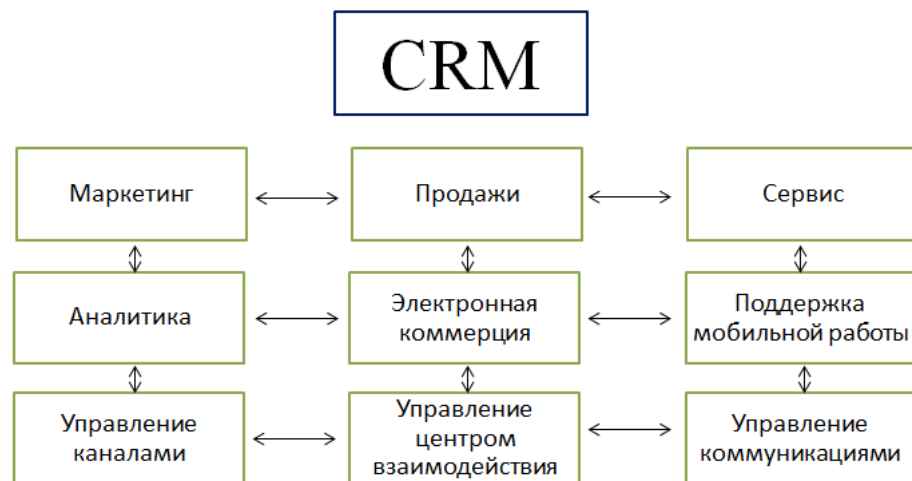 CRM
Маркетинг
Продажи
Сервис
Аналитика
Электронная
коммерция
Поддержка
мобильной работы
Управление
каналами
Управление
центром
взаимодействия
Управление
коммуникациями